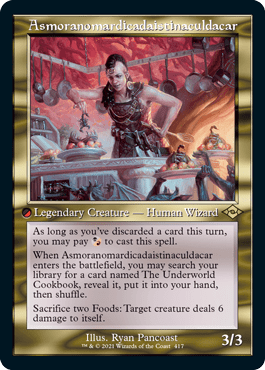 Asmoranomardicadaistinaculdacar
Legendary Creature — Human Wizard
As long as you've discarded a card this turn,
you may pay to cast this spell.
When Asmoranomardicadaistinaculdacar
enters the battlefield, you may search your
library for a card named The Underworld
Cookbook, reveal it, put it into your hand,
then shuffle.
Sacrifice two Foods: Target creature deals 6
damage to itself.
Illus. Ryan Pancoast
3/3
™ & © 2021 Wizards of the Coast 417